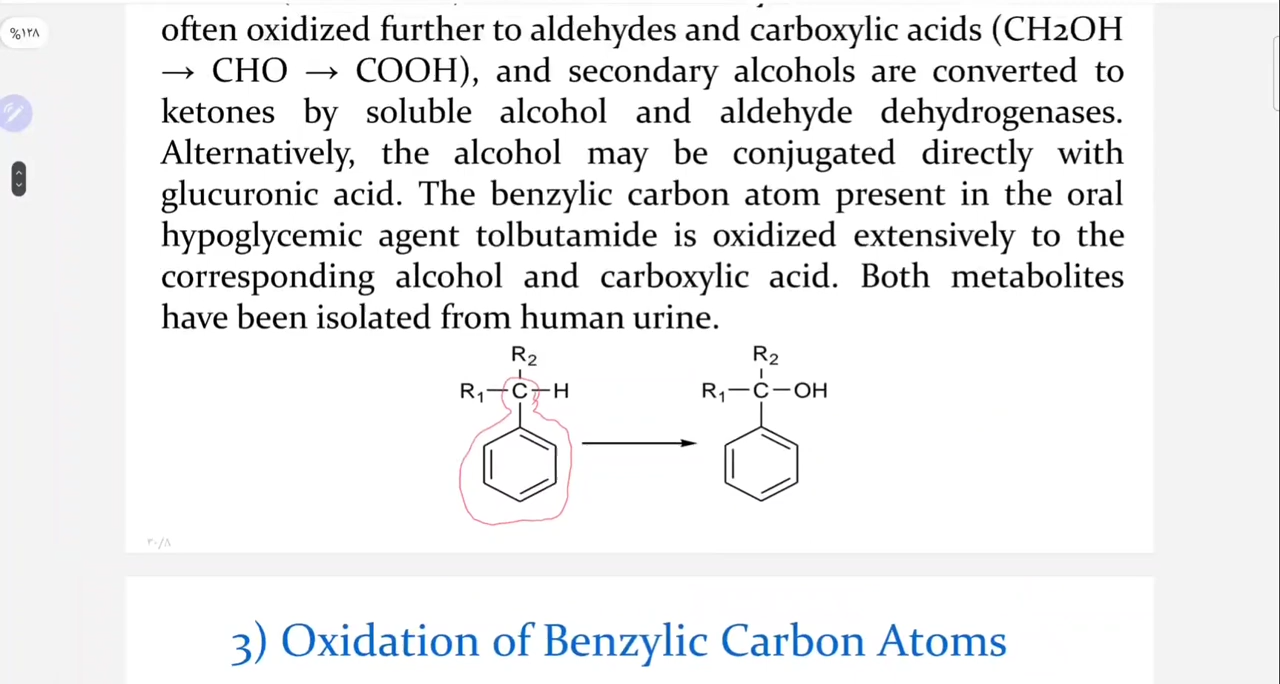 %۱۲۸
often oxidized further to aldehydes and carboxylic acids (CH2OH
→ CHO → COOH), and secondary alcohols are converted to
ketones by soluble alcohol and aldehyde dehydrogenases.
Alternatively, the alcohol may be conjugated directly with
glucuronic acid. The benzylic carbon atom present in the oral
hypoglycemic agent tolbutamide is oxidized extensively to the
corresponding alcohol and carboxylic acid. Both metabolites
have been isolated from human urine.
R₂ R₂
R₁—C—H R₁—C—OH
۳۰/۸
3) Oxidation of Benzylic Carbon Atoms